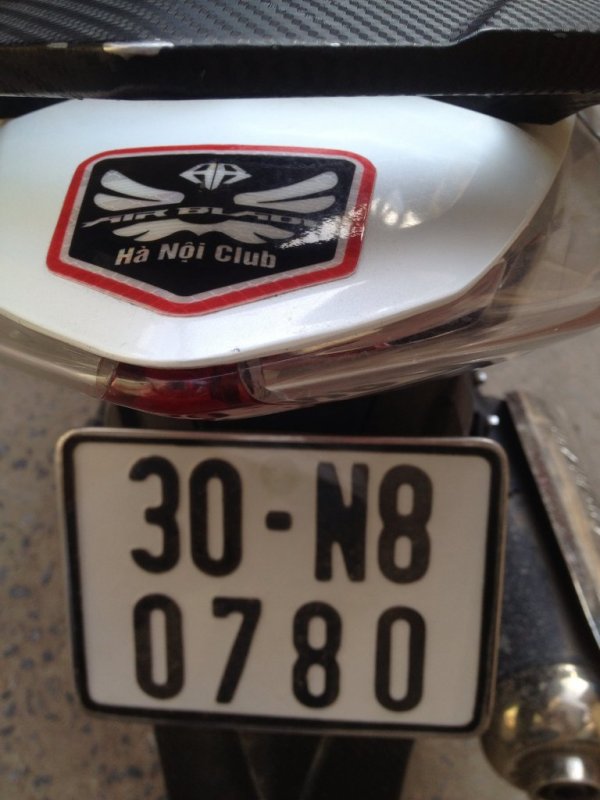 AIR BLADE
Hà Nội Club
30-N8
0780